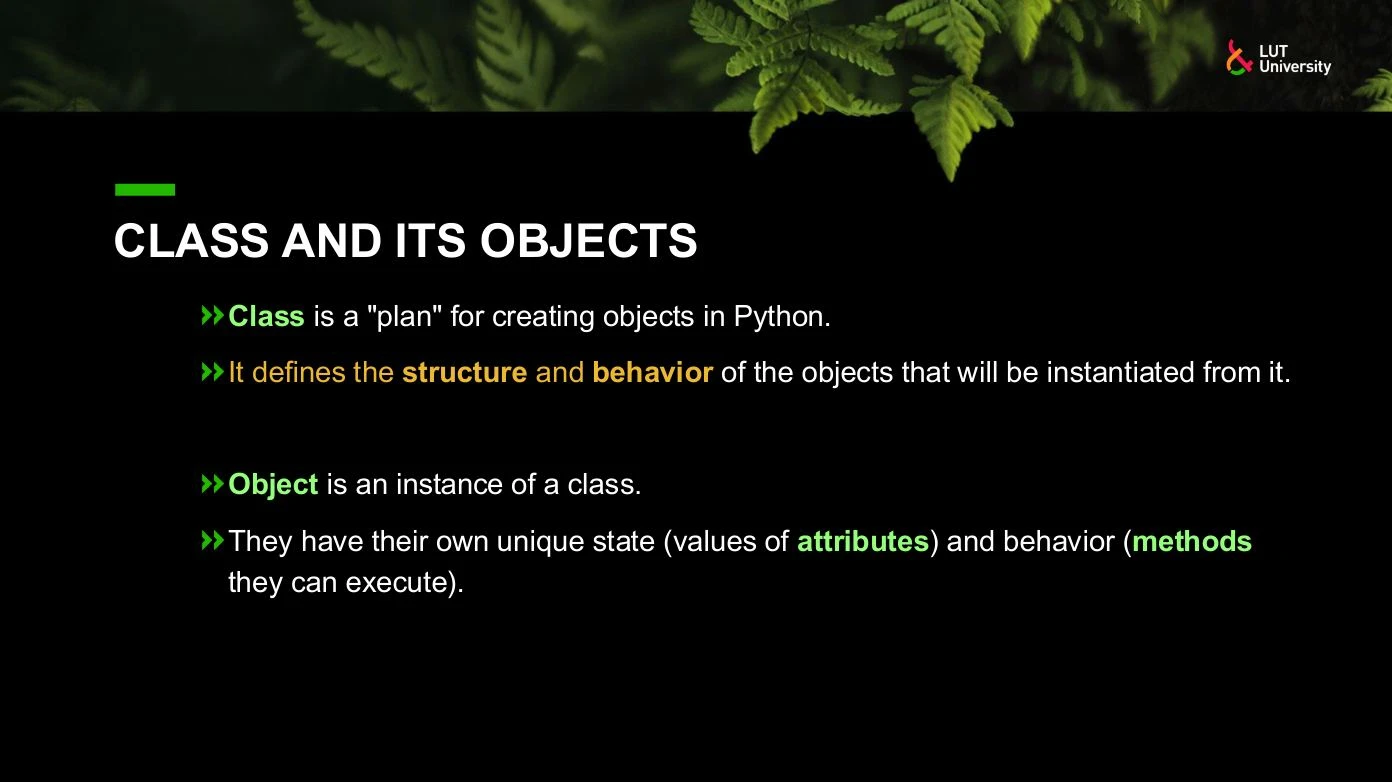 LUT
University
CLASS AND ITS OBJECTS
Class is a "plan" for creating objects in Python.
It defines the structure and behavior of the objects that will be instantiated from it.
Object is an instance of a class.
They have their own unique state (values of attributes) and behavior (methods
they can execute).